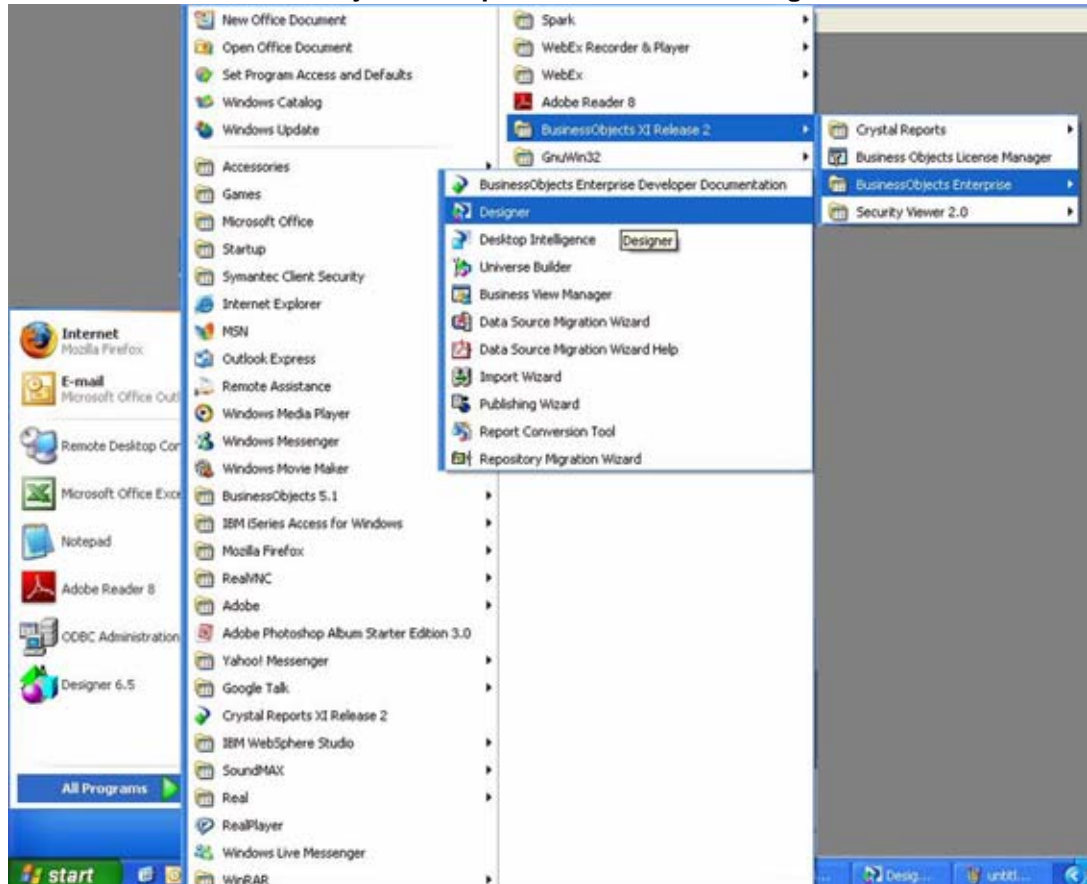 New Office Document
Open Office Document
Set Program Access and Defaults
Windows Catalog
Windows Update
Accessories
Games
Microsoft Office
Startup
Symantec Client Security
Internet Explorer
MSN
Outlook Express
Remote Assistance
Windows Media Player
Windows Messenger
Windows Movie Maker
BusinessObjects 5.1
IBM iSeries Access for Windows
Mozilla Firefox
RealVNC
Adobe
Adobe Photoshop Album Starter Edition 3.0
Yahoo! Messenger
Google Talk
Crystal Reports XI Release 2
IBM WebSphere Studio
SoundMAX
Real
RealPlayer
Windows Live Messenger
WinRAR
Spark
WebEx Recorder & Player
WebEx
Adobe Reader 8
BusinessObjects XI Release 2
GnuWin32
Crystal Reports
Business Objects License Manager
BusinessObjects Enterprise
Security Viewer 2.0
BusinessObjects Enterprise Developer Documentation
Designer
Desktop Intelligence
Designer
Universe Builder
Business View Manager
Data Source Migration Wizard
Data Source Migration Wizard Help
Import Wizard
Publishing Wizard
Report Conversion Tool
Repository Migration Wizard
Internet
Mozilla Firefox
E-mail
Microsoft Office Outl
Remote Desktop Con
Microsoft Office Exce
Notepad
Adobe Reader 8
ODBC Administration
Designer 6.5
All Programs
start
... Desig... untitl...